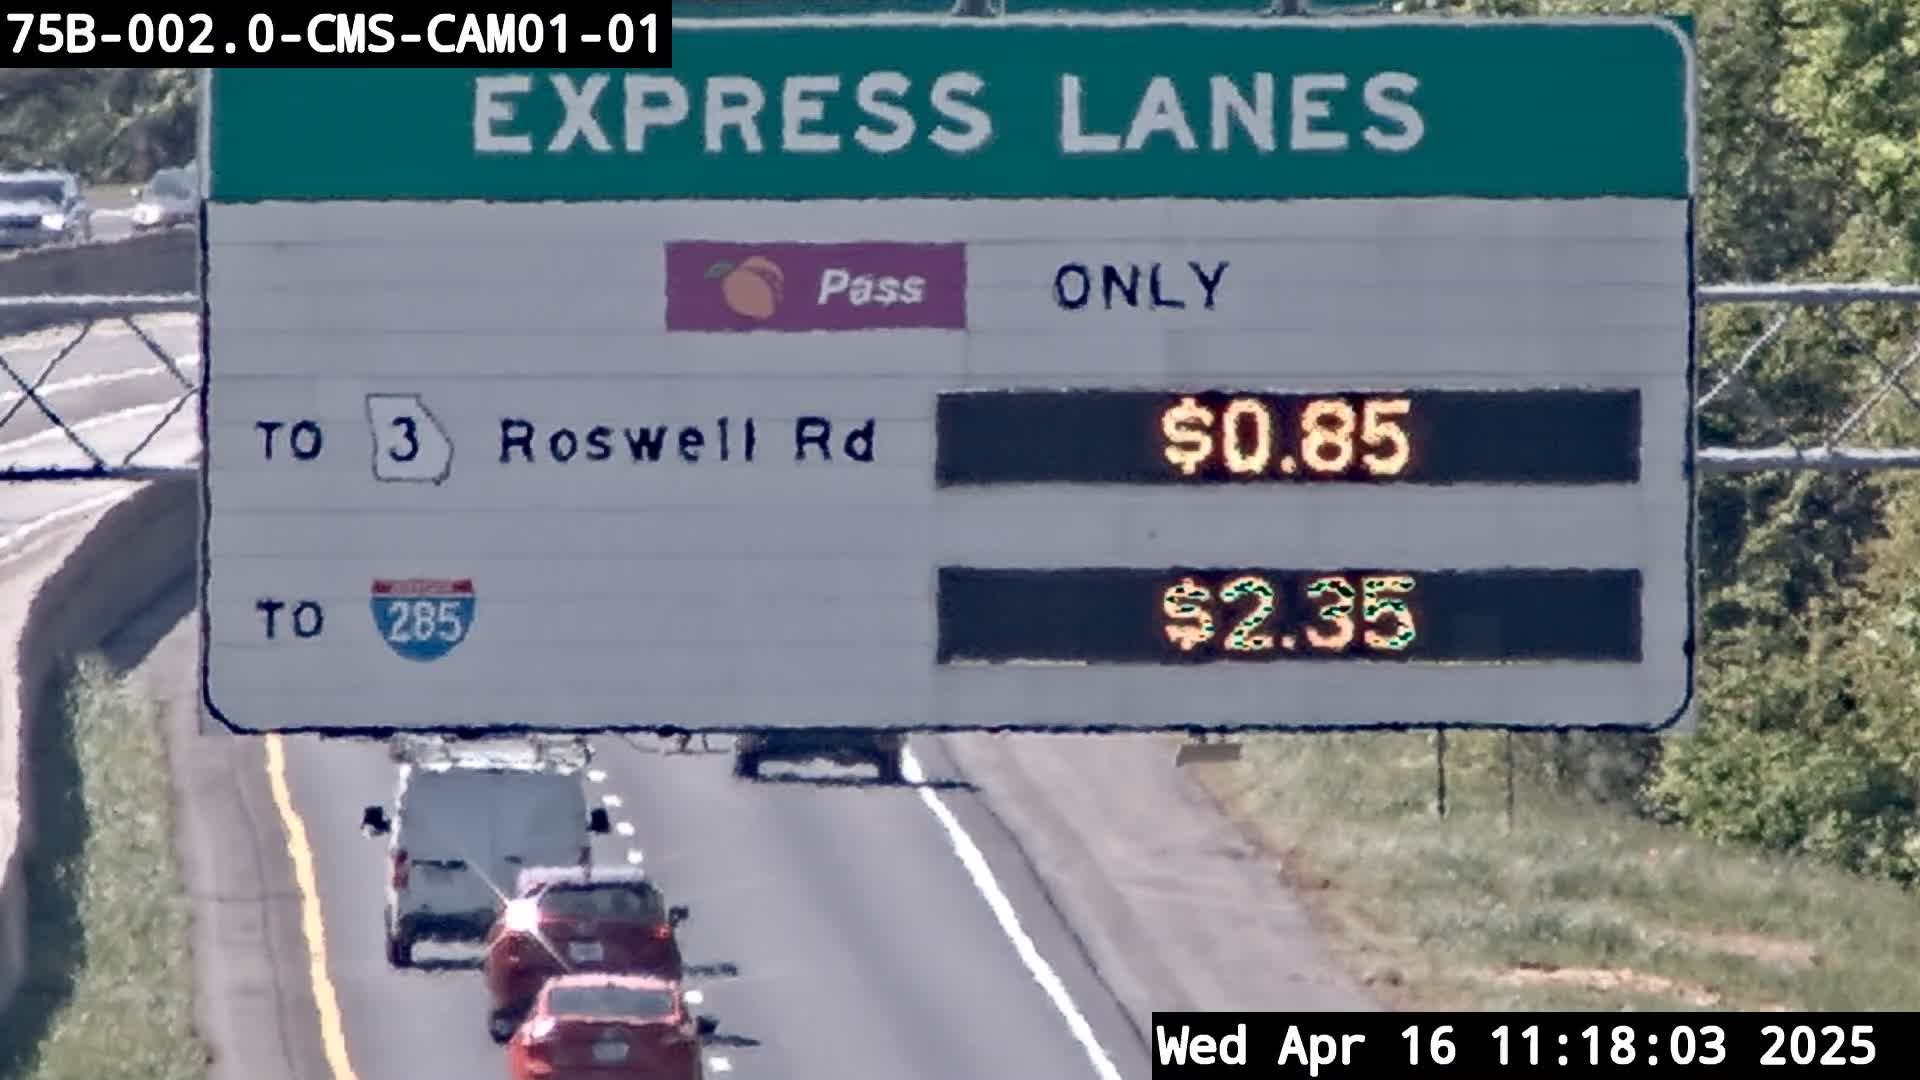 75B-002.0-CMS-CAM01-01
EXPRESS LANES
Pass ONLY
TO 3 Roswell Rd $0.85
TO 285 $2.35
Wed Apr 16 11:18:03 2025